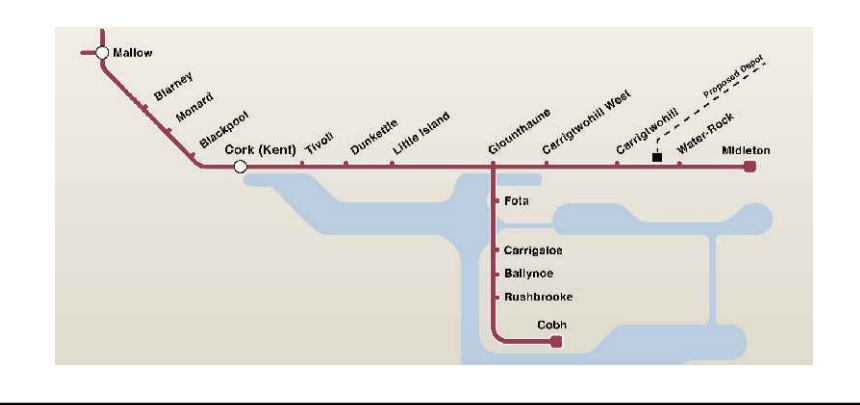 Mallow
Blarney
Monard
Blackpool
Cork (Kent)
Tivoli
Dunkettle
Little Island
Glounthaune
Carrigtwohill West
Carrigtwohill
Proposed Depot
Water-Rock
Midleton
Fota
Carrigaloe
Ballynoe
Rushbrooke
Cobh